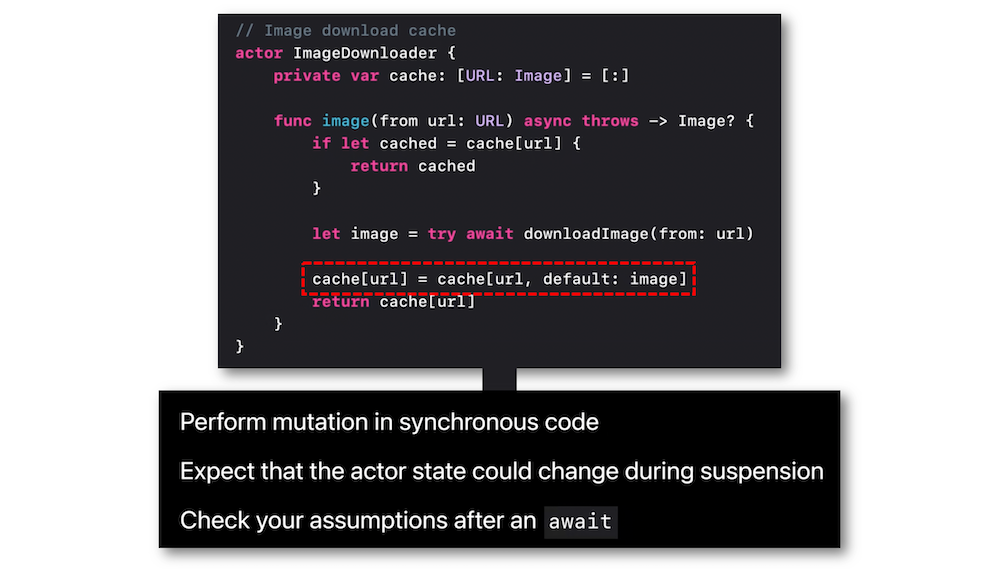 // Image download cache
actor ImageDownloader {
    private var cache: [URL: Image] = [:]
    func image(from url: URL) async throws -> Image? {
        if let cached = cache[url] {
            return cached
        }
        let image = try await downloadImage(from: url)
        cache[url] = cache[url, default: image]
        return cache[url]
    }
}
Perform mutation in synchronous code
Expect that the actor state could change during suspension
Check your assumptions after an await